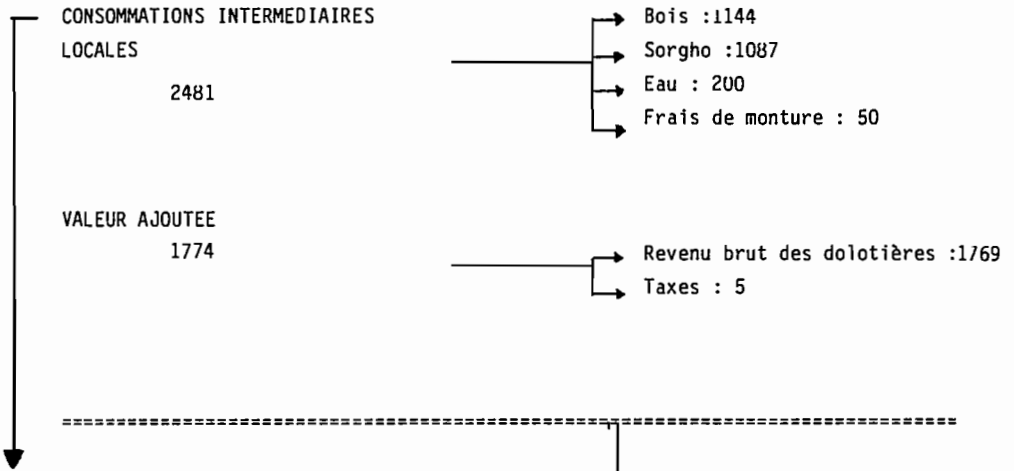 CONSOMMATIONS INTERMEDIAIRES
LOCALES
2481
Bois :1144
Sorgho :1087
Eau : 200
Frais de monture : 50
VALEUR AJOUTEE
1774
Revenu brut des dolotières :1769
Taxes : 5